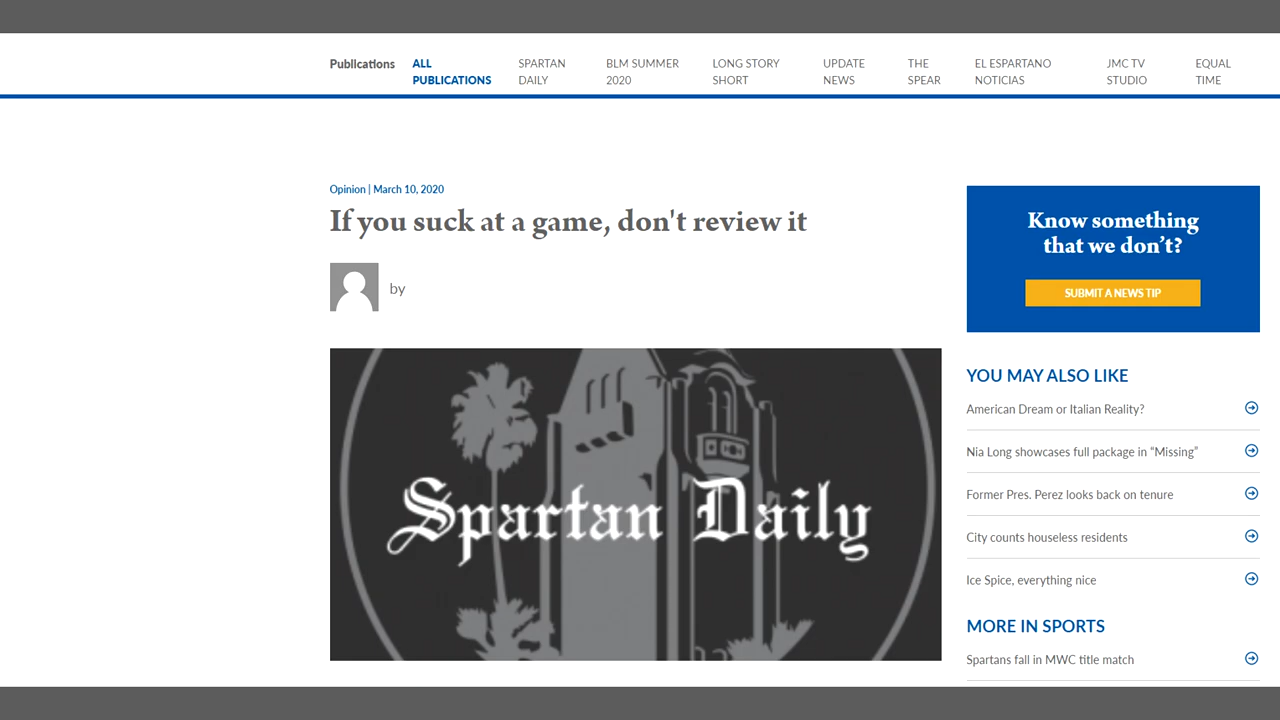 Publications
ALL
PUBLICATIONS
SPARTAN
DAILY
BLM SUMMER
2020
LONG STORY
SHORT
UPDATE
NEWS
THE
SPEAR
EL ESPARTANO
NOTICIAS
JMC TV
STUDIO
EQUAL
TIME
Opinion | March 10, 2020
If you suck at a game, don't review it
by
Spartan Daily
Know something
that we don’t?
SUBMIT A NEWS TIP
YOU MAY ALSO LIKE
American Dream or Italian Reality?
Nia Long showcases full package in “Missing”
Former Pres. Perez looks back on tenure
City counts houseless residents
Ice Spice, everything nice
MORE IN SPORTS
Spartans fall in MWC title match